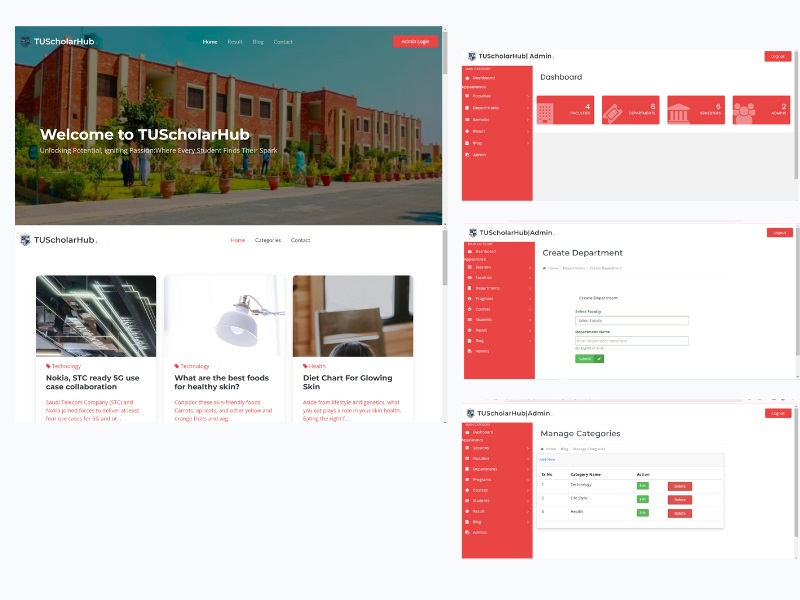 TUScholarHub
Home Result Blog Contact
Admin Login
Welcome to TUScholarHub
Unlocking Potential, Igniting Passion:Where Every Student Finds Their Spark
TUScholarHub.
Home Categories Contact
Technology
Nokia, STC ready 5G use
case collaboration
Saudi Telecom Company (STC) and
Nokia joined forces to deliver at least
four use cases for 5G and ot...
Technology
What are the best foods
for healthy skin?
Consider these skin-friendly foods:
Carrots, apricots, and other yellow and
orange fruits and veg...
Health
Diet Chart For Glowing
Skin
Aside from lifestyle and genetics, what
you eat plays a role in your skin health.
Eating the right f...
TUScholarHub| Admin.
Logout
Dashboard
Appearance
Faculties
Departments
Semester
Result
Blog
Admin
Dashboard
4
FACULTIES
6
DEPARTMENTS
6
SEMESTERS
2
ADMINS
TUScholarHub|Admin.
Logout
Dashboard
Appearance
Sessions
Faculties
Departments
Programs
Courses
Students
Result
Blog
Admins
Create Department
Home / Departments / Create Department
Create Department
Select Faculty
Select Faculty
Department Name
Submit
TUScholarHub|Admin.
Logout
Dashboard
Appearance
Sessions
Faculties
Departments
Programs
Courses
Students
Result
Blog
Admins
Manage Categories
Home / Blog / Manage Categories
Add New
Sr.No Category Name Action
1 Technology Edit Delete
2 Life Style Edit Delete
3 Health Edit Delete